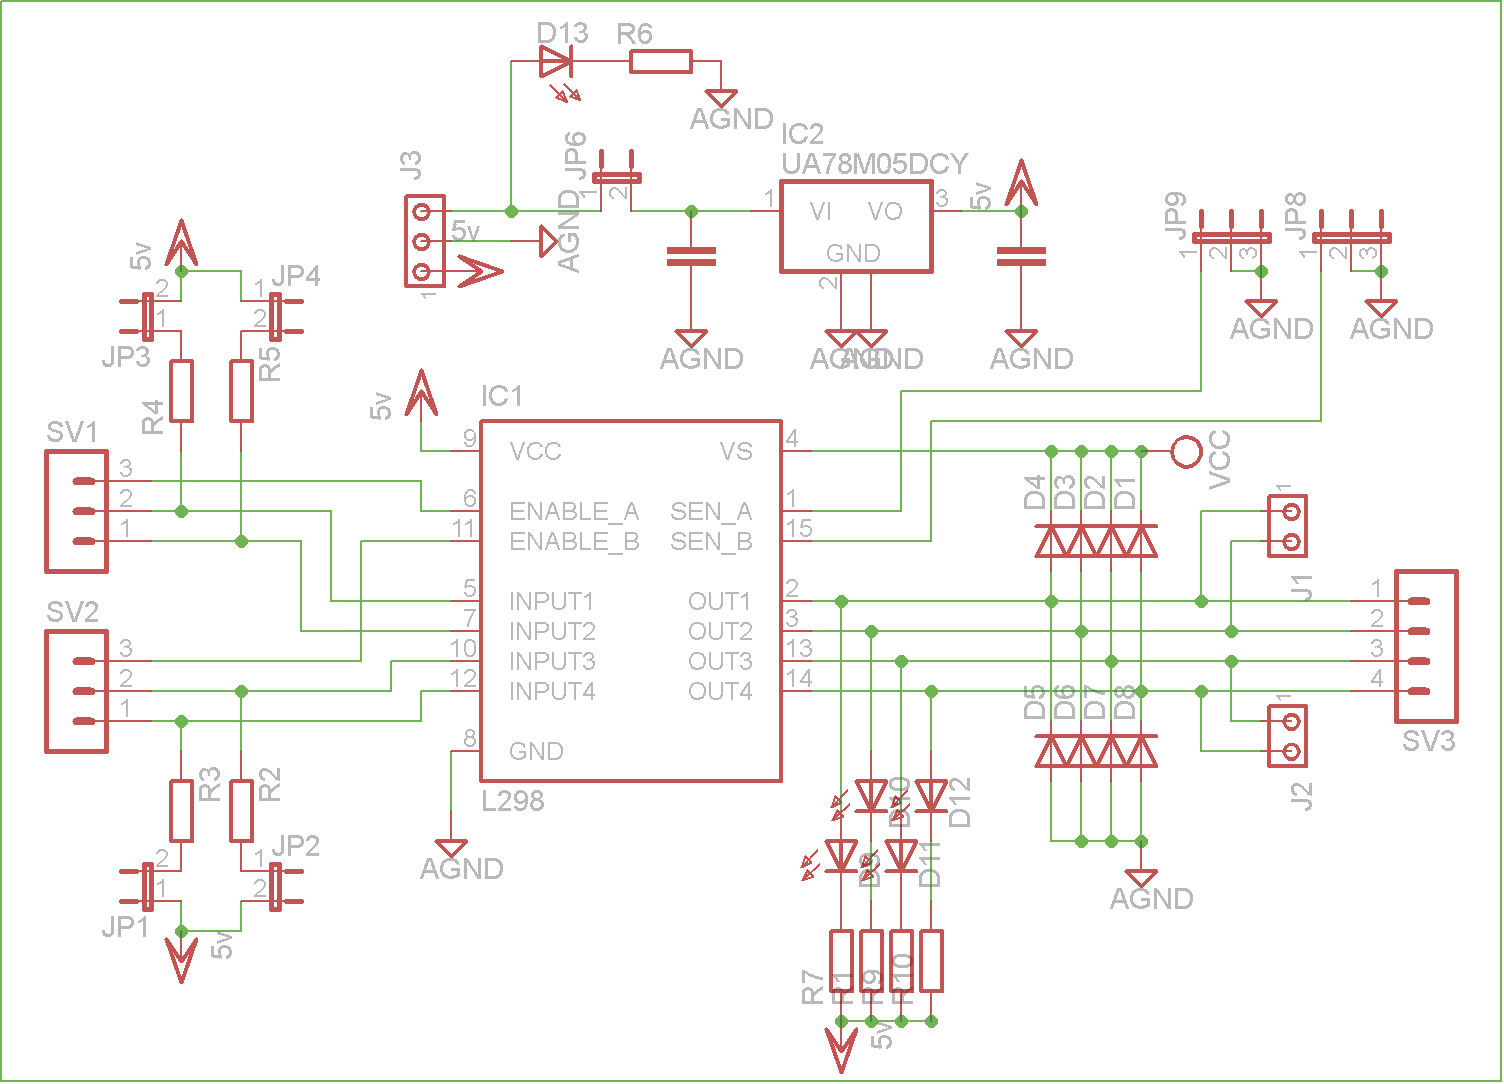 D13 R6
AGND
IC2
UA78M05DCY
J3
1
5v
AGND
JP6
1 2
1 VI VO 3
GND
2
5v
AGND
AGND
AGND
AGND
JP9
1 2 3
AGND
JP8
1 2 3
AGND
5v
2
1
JP3
JP4
1
2
R4
R5
SV1
3
2
1
SV2
3
2
1
R3
R2
JP2
1
2
2
1
JP1
5v
5v
IC1
9 VCC VS 4
6 ENABLE_A SEN_A 1
11 ENABLE_B SEN_B 15
5 INPUT1 OUT1 2
7 INPUT2 OUT2 3
10 INPUT3 OUT3 13
12 INPUT4 OUT4 14
8 GND
L298
AGND
D4 D3 D2 D1
VCC
D5 D6 D7 D8
AGND
1
J1
1
J2
1
2
3
4
SV3
D10 D12
D9 D11
R7 R1 R9 R10
5v